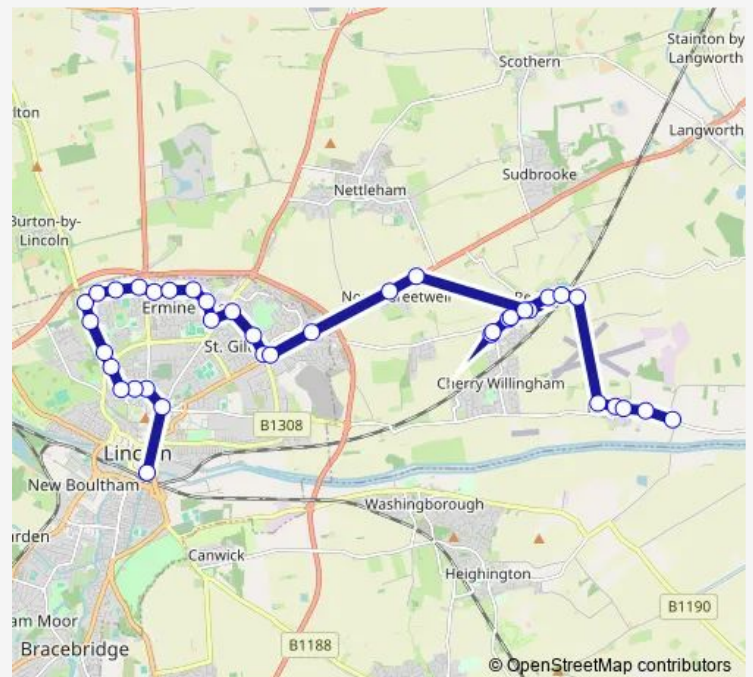 Stainton by
Langworth
Scothern
lton
Langworth
Sudbrooke
Nettleham
Burton-by-
Lincoln
Ermine
St. Gil
Cherry Willingham
B1308
Lincoln
New Boultham
Washingborough
arden
Canwick
Heighington
B1190
am Moor
B1188
Bracebridge
© OpenStreetMap contributors